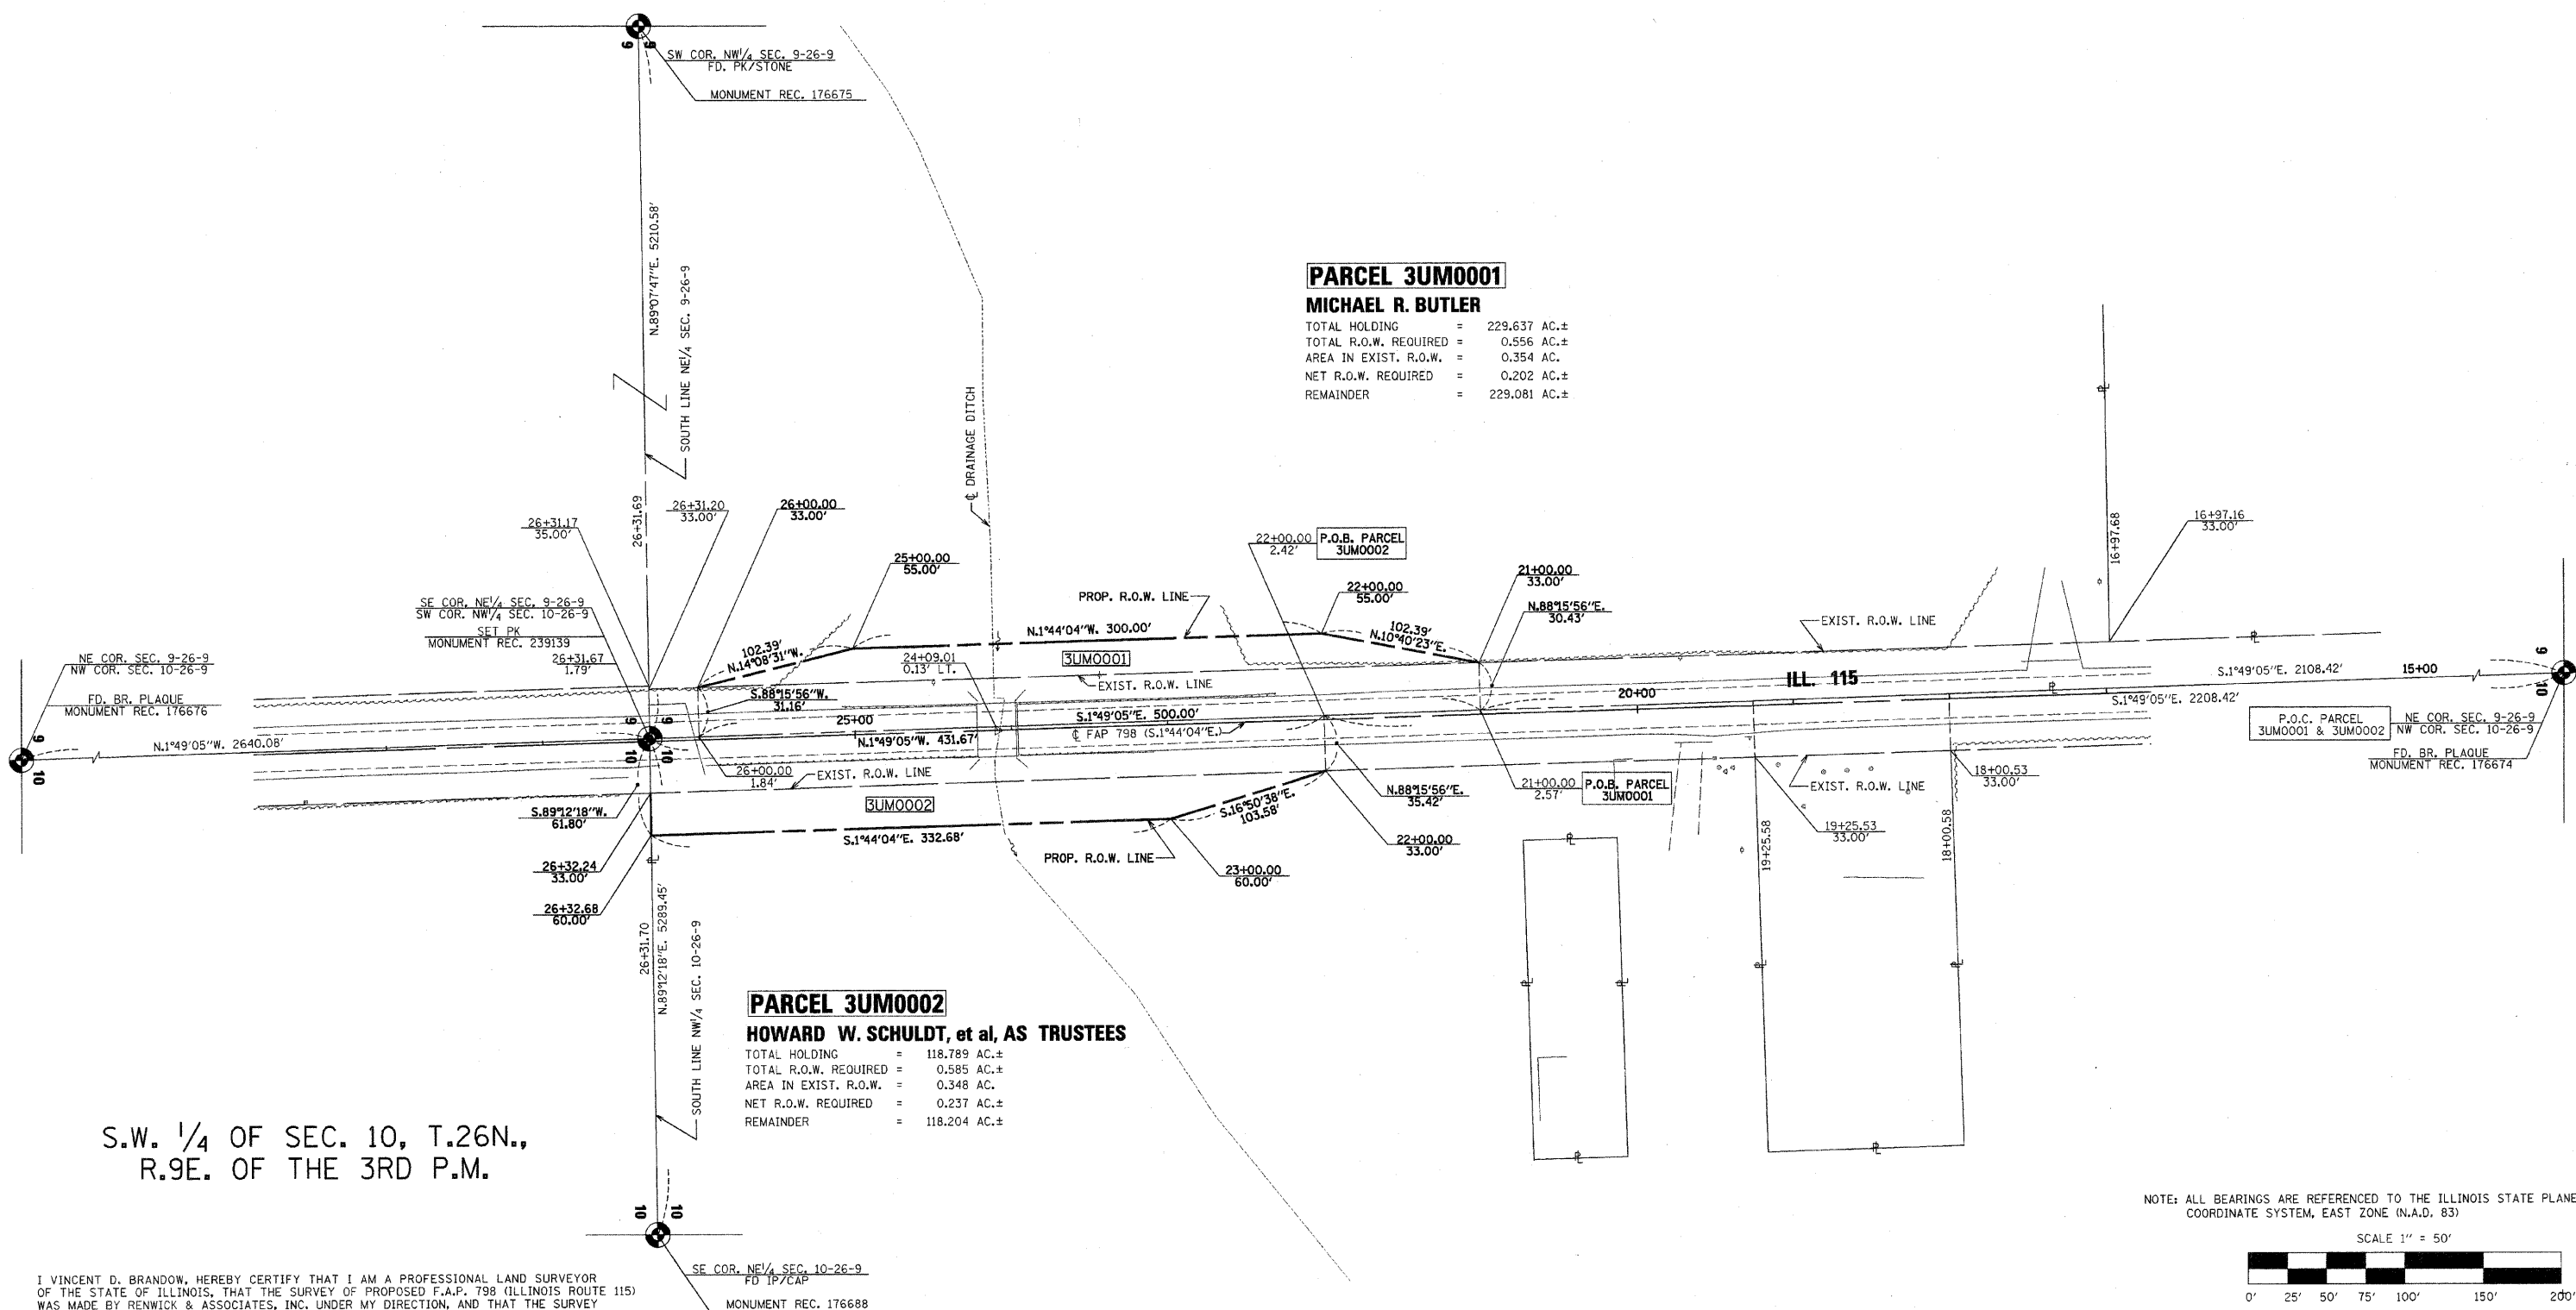 SW COR. NW1/4 SEC. 9-26-9
FD. PK/STONE
MONUMENT REC. 176675
9 9
N.89°07'47"E. 5210.58'
SOUTH LINE NE1/4 SEC. 9-26-9
26+31.69
℄ DRAINAGE DITCH
PARCEL 3UM0001
MICHAEL R. BUTLER
TOTAL HOLDING = 229.637 AC.±
TOTAL R.O.W. REQUIRED = 0.556 AC.±
AREA IN EXIST. R.O.W. = 0.354 AC.
NET R.O.W. REQUIRED = 0.202 AC.±
REMAINDER = 229.081 AC.±
26+31.17
35.00'
26+31.20
33.00'
26+00.00
33.00'
25+00.00
55.00'
22+00.00
2.42'
P.O.B. PARCEL
3UM0002
22+00.00
55.00'
21+00.00
33.00'
N.88°15'56"E.
30.43'
16+97.68
16+97.16
33.00'
SE COR. NE1/4 SEC. 9-26-9
SW COR. NW1/4 SEC. 10-26-9
SET PK
MONUMENT REC. 239139
26+31.67
1.79'
NE COR. SEC. 9-26-9
NW COR. SEC. 10-26-9
FD. BR. PLAQUE
MONUMENT REC. 176676
9
10
N.1°49'05"W. 2640.08'
9 9
10 10
102.39'
N.14°08'31"W.
S.88°15'56"W.
31.16'
24+09.01
0.13' LT.
N.1°44'04"W. 300.00'
PROP. R.O.W. LINE
3UM0001
EXIST. R.O.W. LINE
102.39'
N.10°40'23"E.
EXIST. R.O.W. LINE
25+00
S.1°49'05"E. 500.00'
N.1°49'05"W. 431.67'
℄ FAP 798 (S.1°44'04"E.)
20+00
ILL. 115
S.1°49'05"E. 2108.42'
15+00
S.1°49'05"E. 2208.42'
9
10
P.O.C. PARCEL
3UM0001 & 3UM0002
NE COR. SEC. 9-26-9
NW COR. SEC. 10-26-9
FD. BR. PLAQUE
MONUMENT REC. 176674
26+00.00
1.84'
EXIST. R.O.W. LINE
3UM0002
S.89°12'18"W.
61.80'
S.1°44'04"E. 332.68'
PROP. R.O.W. LINE
S.16°50'38"E.
103.58'
N.88°15'56"E.
35.42'
21+00.00
2.57'
P.O.B. PARCEL
3UM0001
22+00.00
33.00'
23+00.00
60.00'
EXIST. R.O.W. LINE
18+00.53
33.00'
19+25.53
33.00'
19+25.58
18+00.58
26+32.24
33.00'
26+32.68
60.00'
26+31.70
N.89°12'18"E. 5289.45'
SOUTH LINE NW1/4 SEC. 10-26-9
PARCEL 3UM0002
HOWARD W. SCHULDT, et al, AS TRUSTEES
TOTAL HOLDING = 118.789 AC.±
TOTAL R.O.W. REQUIRED = 0.585 AC.±
AREA IN EXIST. R.O.W. = 0.348 AC.
NET R.O.W. REQUIRED = 0.237 AC.±
REMAINDER = 118.204 AC.±
S.W. 1/4 OF SEC. 10, T.26N.,
R.9E. OF THE 3RD P.M.
10 10
SE COR. NE1/4 SEC. 10-26-9
FD IP/CAP
MONUMENT REC. 176688
I VINCENT D. BRANDOW, HEREBY CERTIFY THAT I AM A PROFESSIONAL LAND SURVEYOR
OF THE STATE OF ILLINOIS, THAT THE SURVEY OF PROPOSED F.A.P. 798 (ILLINOIS ROUTE 115)
WAS MADE BY RENWICK & ASSOCIATES, INC. UNDER MY DIRECTION, AND THAT THE SURVEY
NOTE: ALL BEARINGS ARE REFERENCED TO THE ILLINOIS STATE PLANE
COORDINATE SYSTEM, EAST ZONE (N.A.D. 83)
SCALE 1" = 50'
0' 25' 50' 75' 100' 150' 200'